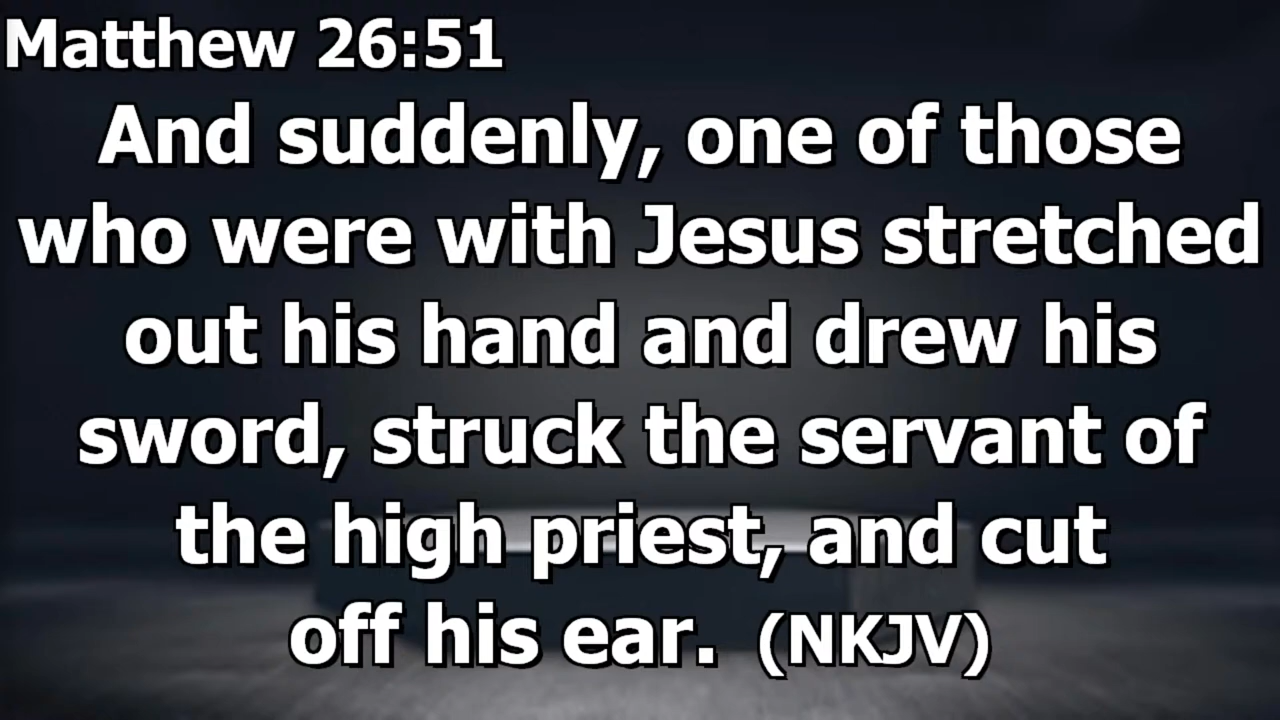 Matthew 26:51
And suddenly, one of those
who were with Jesus stretched
out his hand and drew his
sword, struck the servant of
the high priest, and cut
off his ear. (NKJV)